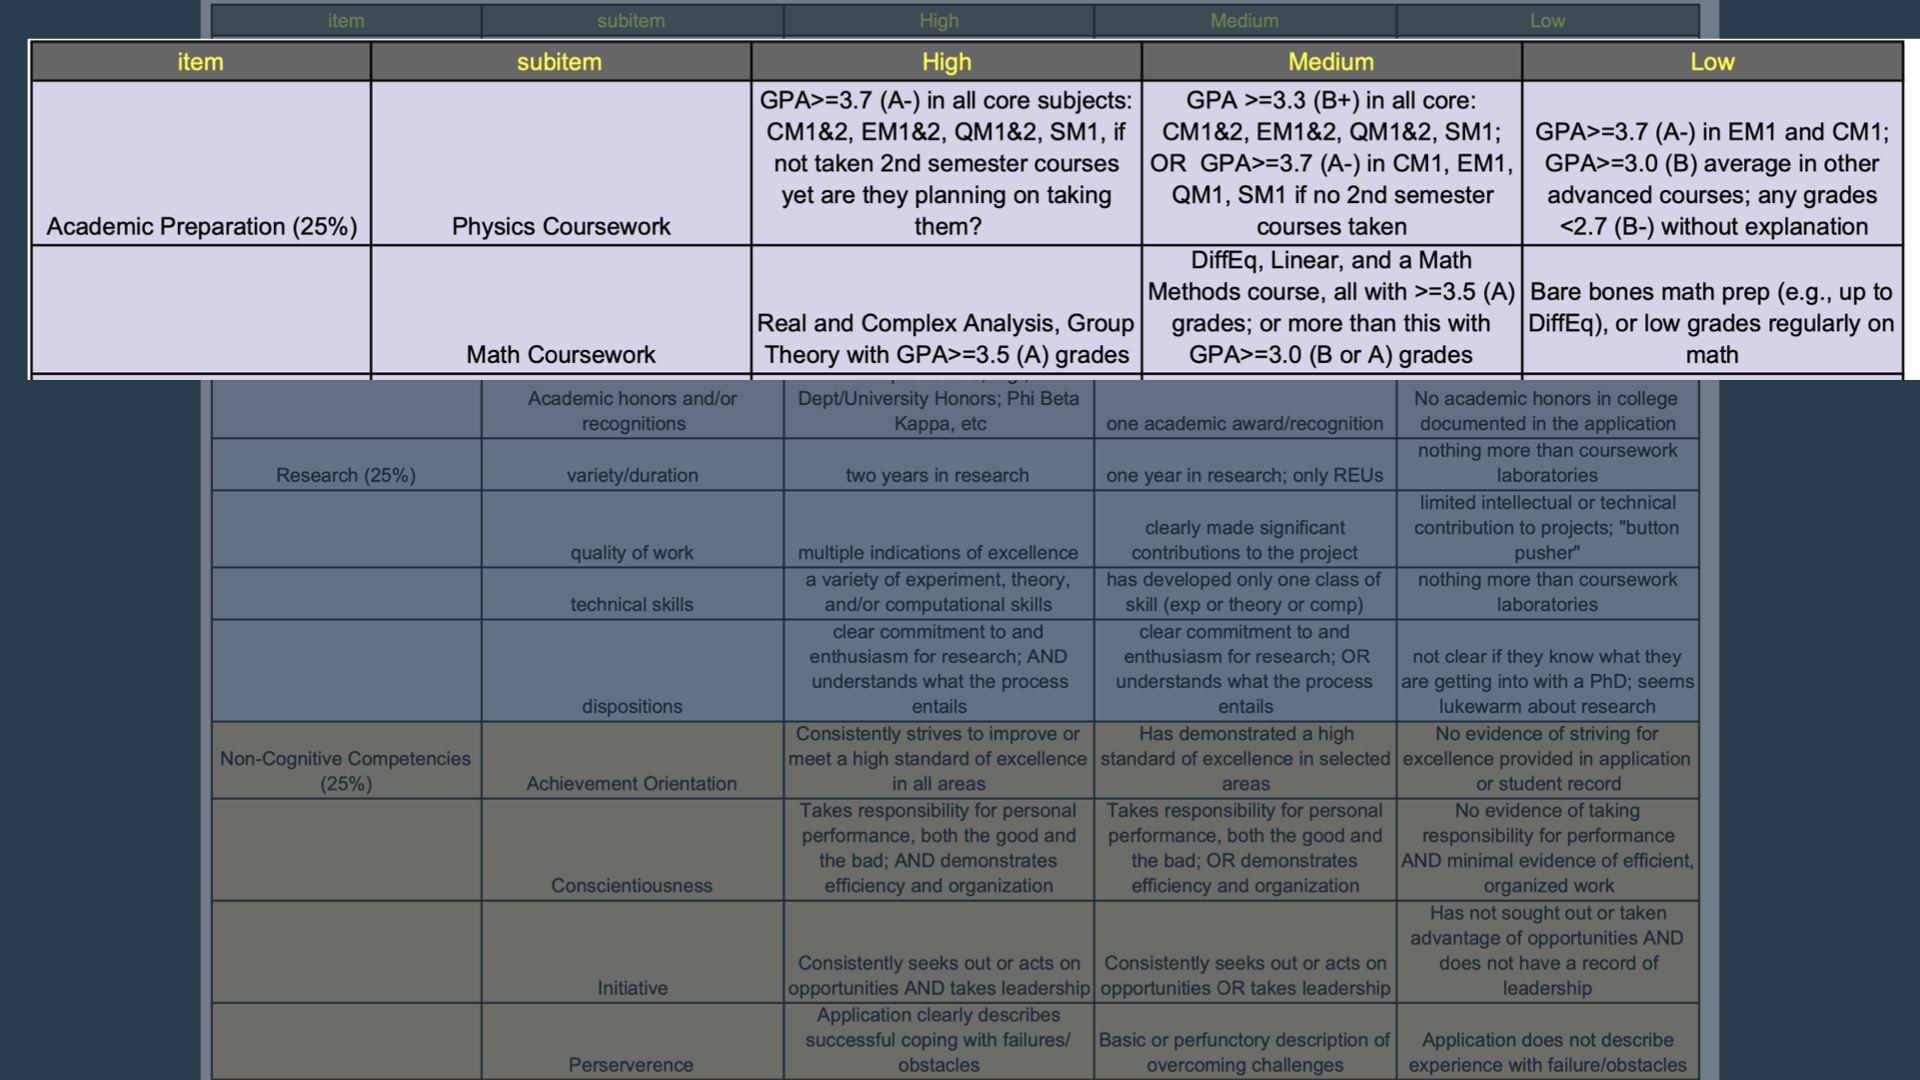 item subitem High Medium Low
item subitem High Medium Low
Academic Preparation (25%)
Physics Coursework
GPA>=3.7 (A-) in all core subjects:
CM1&2, EM1&2, QM1&2, SM1, if
not taken 2nd semester courses
yet are they planning on taking
them?
GPA >=3.3 (B+) in all core:
CM1&2, EM1&2, QM1&2, SM1;
OR GPA>=3.7 (A-) in CM1, EM1,
QM1, SM1 if no 2nd semester
courses taken
GPA>=3.7 (A-) in EM1 and CM1;
GPA>=3.0 (B) average in other
advanced courses; any grades
<2.7 (B-) without explanation
Math Coursework
Real and Complex Analysis, Group
Theory with GPA>=3.5 (A) grades
DiffEq, Linear, and a Math
Methods course, all with >=3.5 (A)
grades; or more than this with
GPA>=3.0 (B or A) grades
Bare bones math prep (e.g., up to
DiffEq), or low grades regularly on
math
Academic honors and/or
recognitions
Dept/University Honors; Phi Beta
Kappa, etc
one academic award/recognition
No academic honors in college
documented in the application
Research (25%)
variety/duration
two years in research
one year in research; only REUs
nothing more than coursework
laboratories
quality of work
multiple indications of excellence
clearly made significant
contributions to the project
limited intellectual or technical
contribution to projects; "button
pusher"
technical skills
a variety of experiment, theory,
and/or computational skills
has developed only one class of
skill (exp or theory or comp)
nothing more than coursework
laboratories
dispositions
clear commitment to and
enthusiasm for research; AND
understands what the process
entails
clear commitment to and
enthusiasm for research; OR
understands what the process
entails
not clear if they know what they
are getting into with a PhD; seems
lukewarm about research
Non-Cognitive Competencies
(25%)
Achievement Orientation
Consistently strives to improve or
meet a high standard of excellence
in all areas
Has demonstrated a high
standard of excellence in selected
areas
No evidence of striving for
excellence provided in application
or student record
Conscientiousness
Takes responsibility for personal
performance, both the good and
the bad; AND demonstrates
efficiency and organization
Takes responsibility for personal
performance, both the good and
the bad; OR demonstrates
efficiency and organization
No evidence of taking
responsibility for performance
AND minimal evidence of efficient,
organized work
Initiative
Consistently seeks out or acts on
opportunities AND takes leadership
Consistently seeks out or acts on
opportunities OR takes leadership
Has not sought out or taken
advantage of opportunities AND
does not have a record of
leadership
Perserverence
Application clearly describes
successful coping with failures/
obstacles
Basic or perfunctory description of
overcoming challenges
Application does not describe
experience with failure/obstacles